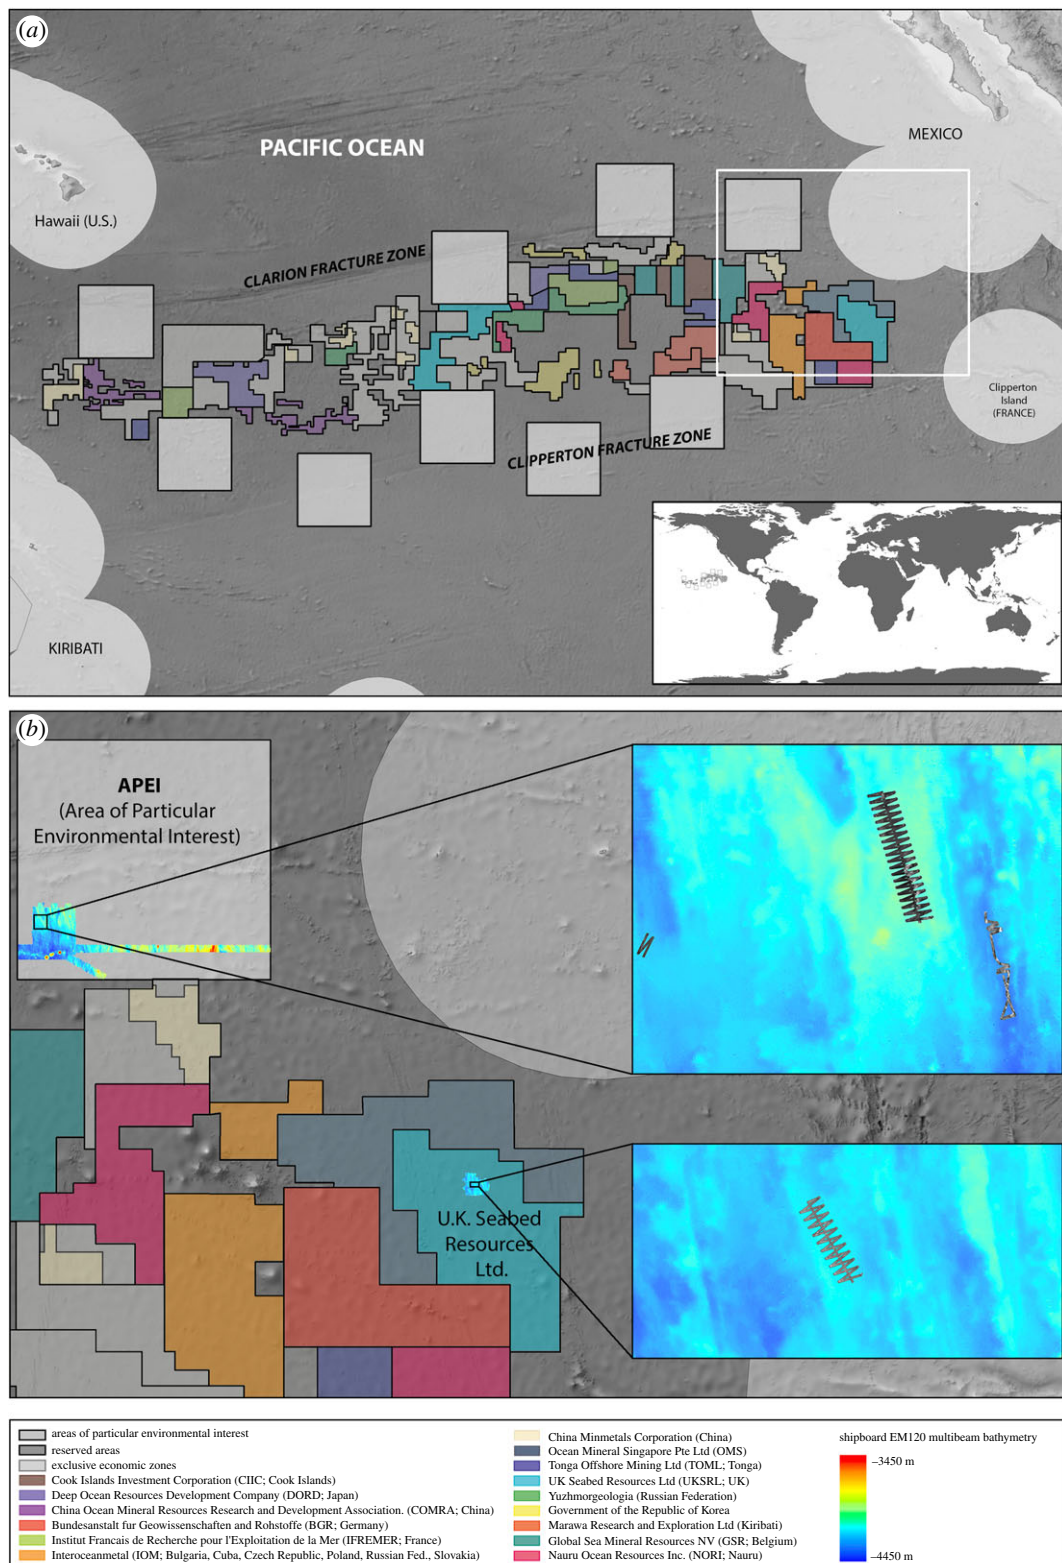 (a)
PACIFIC OCEAN
MEXICO
Hawaii (U.S.)
CLARION FRACTURE ZONE
Clipperton
Island
(FRANCE)
CLIPPERTON FRACTURE ZONE
KIRIBATI
(b)
APEI
(Area of Particular
Environmental Interest)
U.K. Seabed
Resources
Ltd.
areas of particular environmental interest
reserved areas
exclusive economic zones
Cook Islands Investment Corporation (CIIC; Cook Islands)
Deep Ocean Resources Development Company (DORD; Japan)
China Ocean Mineral Resources Research and Development Association. (COMRA; China)
Bundesanstalt fur Geowissenschaften and Rohstoffe (BGR; Germany)
Institut Francais de Recherche pour l'Exploitation de la Mer (IFREMER; France)
Interoceanmetal (IOM; Bulgaria, Cuba, Czech Republic, Poland, Russian Fed., Slovakia)
China Minmetals Corporation (China)
Ocean Mineral Singapore Pte Ltd (OMS)
Tonga Offshore Mining Ltd (TOML; Tonga)
UK Seabed Resources Ltd (UKSRL; UK)
Yuzhmorgeologia (Russian Federation)
Government of the Republic of Korea
Marawa Research and Exploration Ltd (Kiribati)
Global Sea Mineral Resources NV (GSR; Belgium)
Nauru Ocean Resources Inc. (NORI; Nauru)
shipboard EM120 multibeam bathymetry
–3450 m
–4450 m